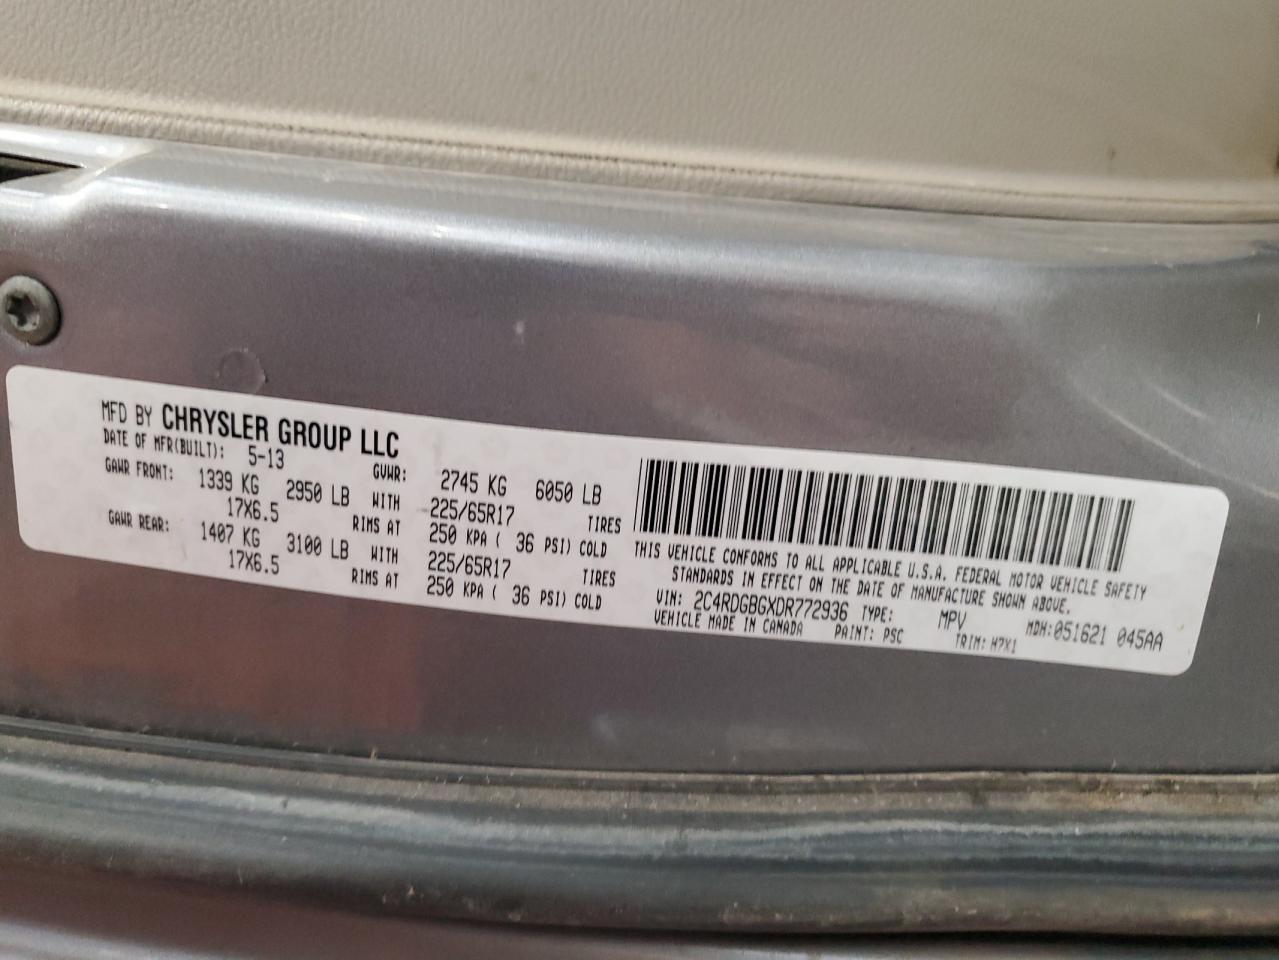 MFD BY CHRYSLER GROUP LLC
DATE OF MFR(BUILT): 5-13 GVWR: 2745 KG 6050 LB
GAWR FRONT: 1339 KG 2950 LB WITH 225/65R17 TIRES
17X6.5 RIMS AT 250 KPA ( 36 PSI) COLD
GAWR REAR: 1407 KG 3100 LB WITH 225/65R17 TIRES
17X6.5 RIMS AT 250 KPA ( 36 PSI) COLD
THIS VEHICLE CONFORMS TO ALL APPLICABLE U.S.A. FEDERAL MOTOR VEHICLE SAFETY
STANDARDS IN EFFECT ON THE DATE OF MANUFACTURE SHOWN ABOVE.
VIN: 2C4RDGBGXDR772936 TYPE: MPV MDH:051621 045AA
VEHICLE MADE IN CANADA PAINT: PSC TRIM: H7X1